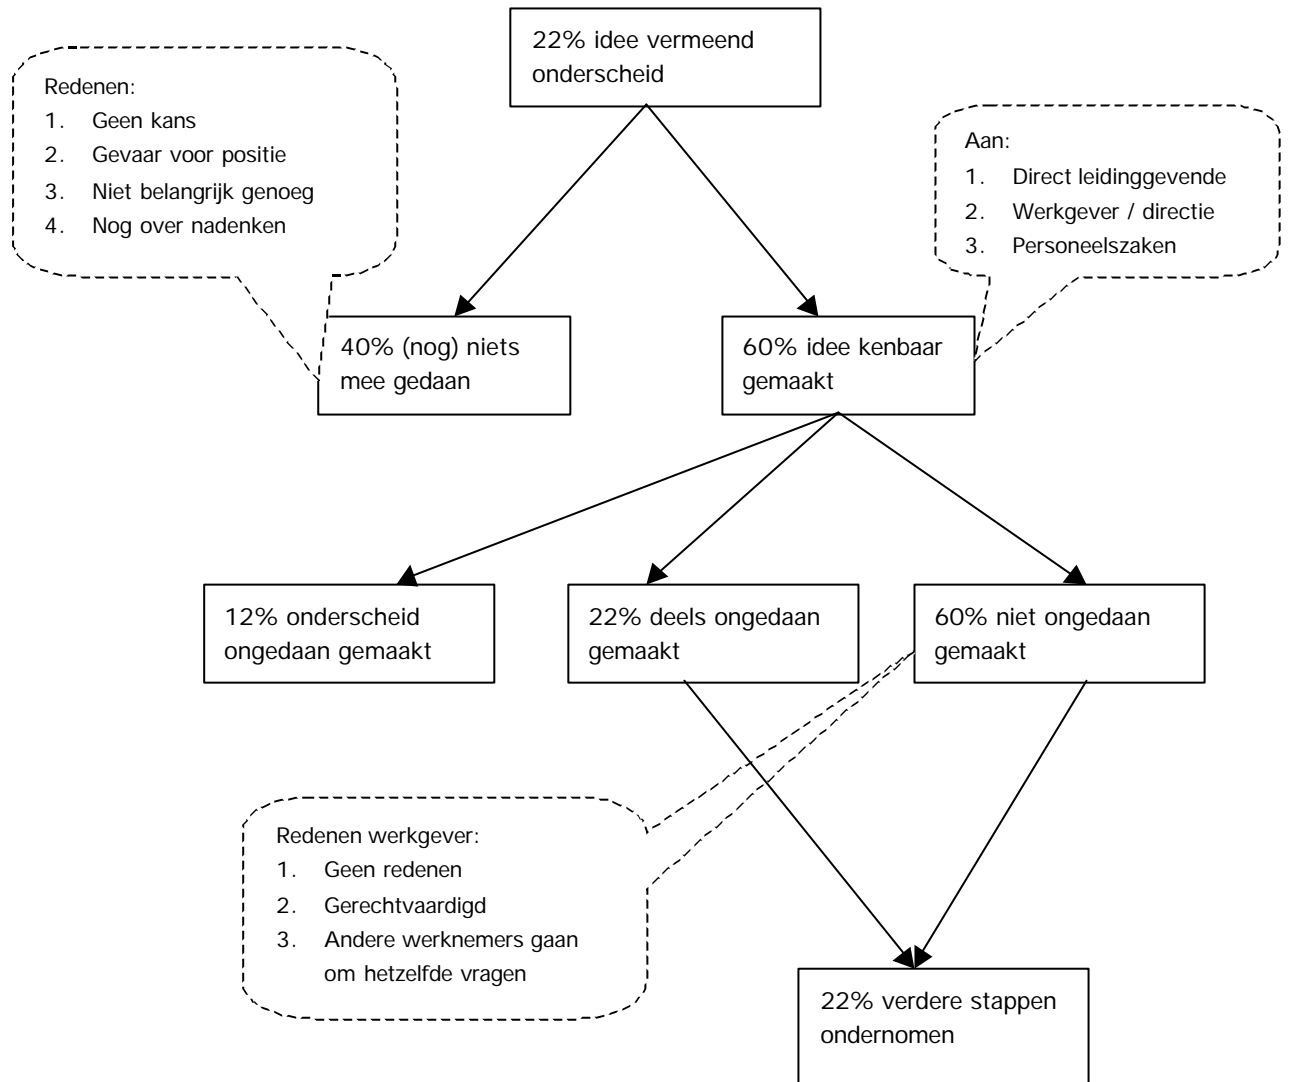 22% idee vermeend
onderscheid
Redenen:
1. Geen kans
2. Gevaar voor positie
3. Niet belangrijk genoeg
4. Nog over nadenken
Aan:
1. Direct leidinggevende
2. Werkgever / directie
3. Personeelszaken
40% (nog) niets
mee gedaan
60% idee kenbaar
gemaakt
12% onderscheid
ongedaan gemaakt
22% deels ongedaan
gemaakt
60% niet ongedaan
gemaakt
Redenen werkgever:
1. Geen redenen
2. Gerechtvaardigd
3. Andere werknemers gaan
om hetzelfde vragen
22% verdere stappen
ondernomen